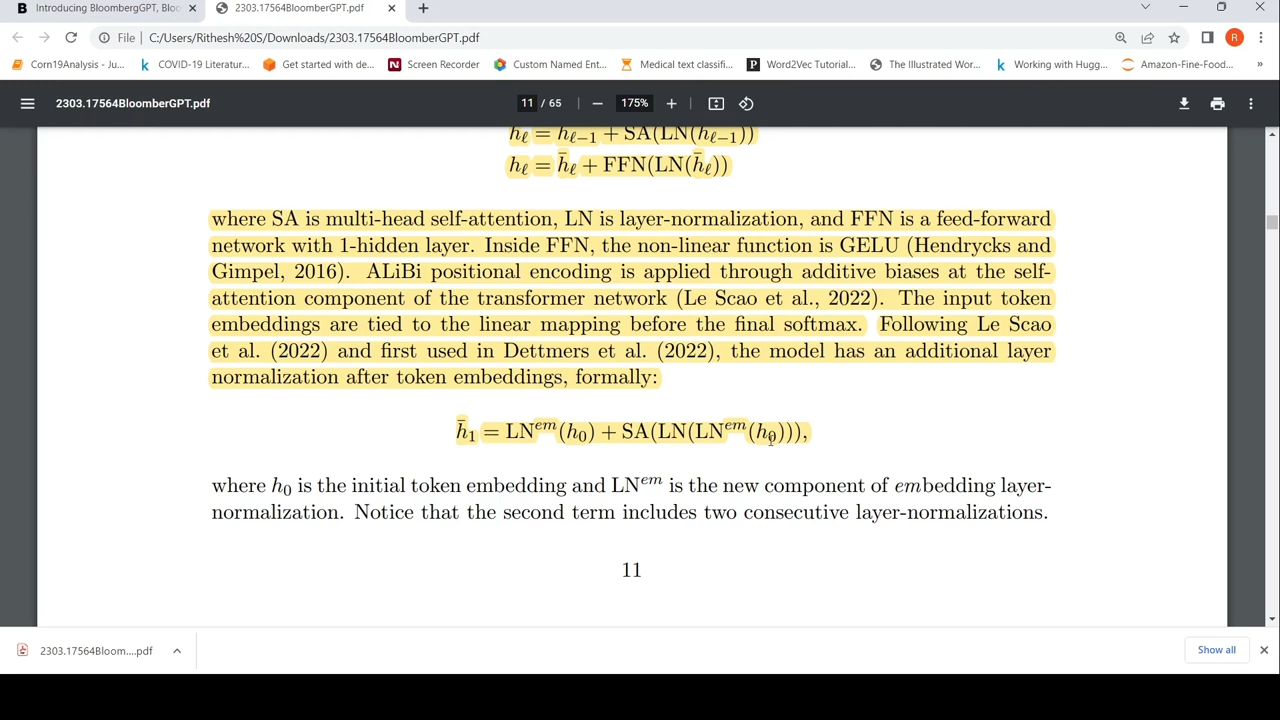 Introducing BloombergGPT, Bloo
2303.17564BloomberGPT.pdf
File C:/Users/Rithesh%20S/Downloads/2303.17564BloomberGPT.pdf
Corn19Analysis - Ju... COVID-19 Literatur... Get started with de... Screen Recorder Custom Named Ent... Medical text classifi... Word2Vec Tutorial... The Illustrated Wor... Working with Hugg... Amazon-Fine-Food... »
2303.17564BloomberGPT.pdf 11 / 65 175%
h̄ℓ = hℓ−1 + SA(LN(hℓ−1))
hℓ = h̄ℓ + FFN(LN(h̄ℓ))
where SA is multi-head self-attention, LN is layer-normalization, and FFN is a feed-forward
network with 1-hidden layer. Inside FFN, the non-linear function is GELU (Hendrycks and
Gimpel, 2016). ALiBi positional encoding is applied through additive biases at the self-
attention component of the transformer network (Le Scao et al., 2022). The input token
embeddings are tied to the linear mapping before the final softmax. Following Le Scao
et al. (2022) and first used in Dettmers et al. (2022), the model has an additional layer
normalization after token embeddings, formally:
h̄₁ = LNᵉᵐ(h₀) + SA(LN(LNᵉᵐ(h₀))),
where h₀ is the initial token embedding and LNᵉᵐ is the new component of embedding layer-
normalization. Notice that the second term includes two consecutive layer-normalizations.
11
2303.17564Bloom....pdf Show all